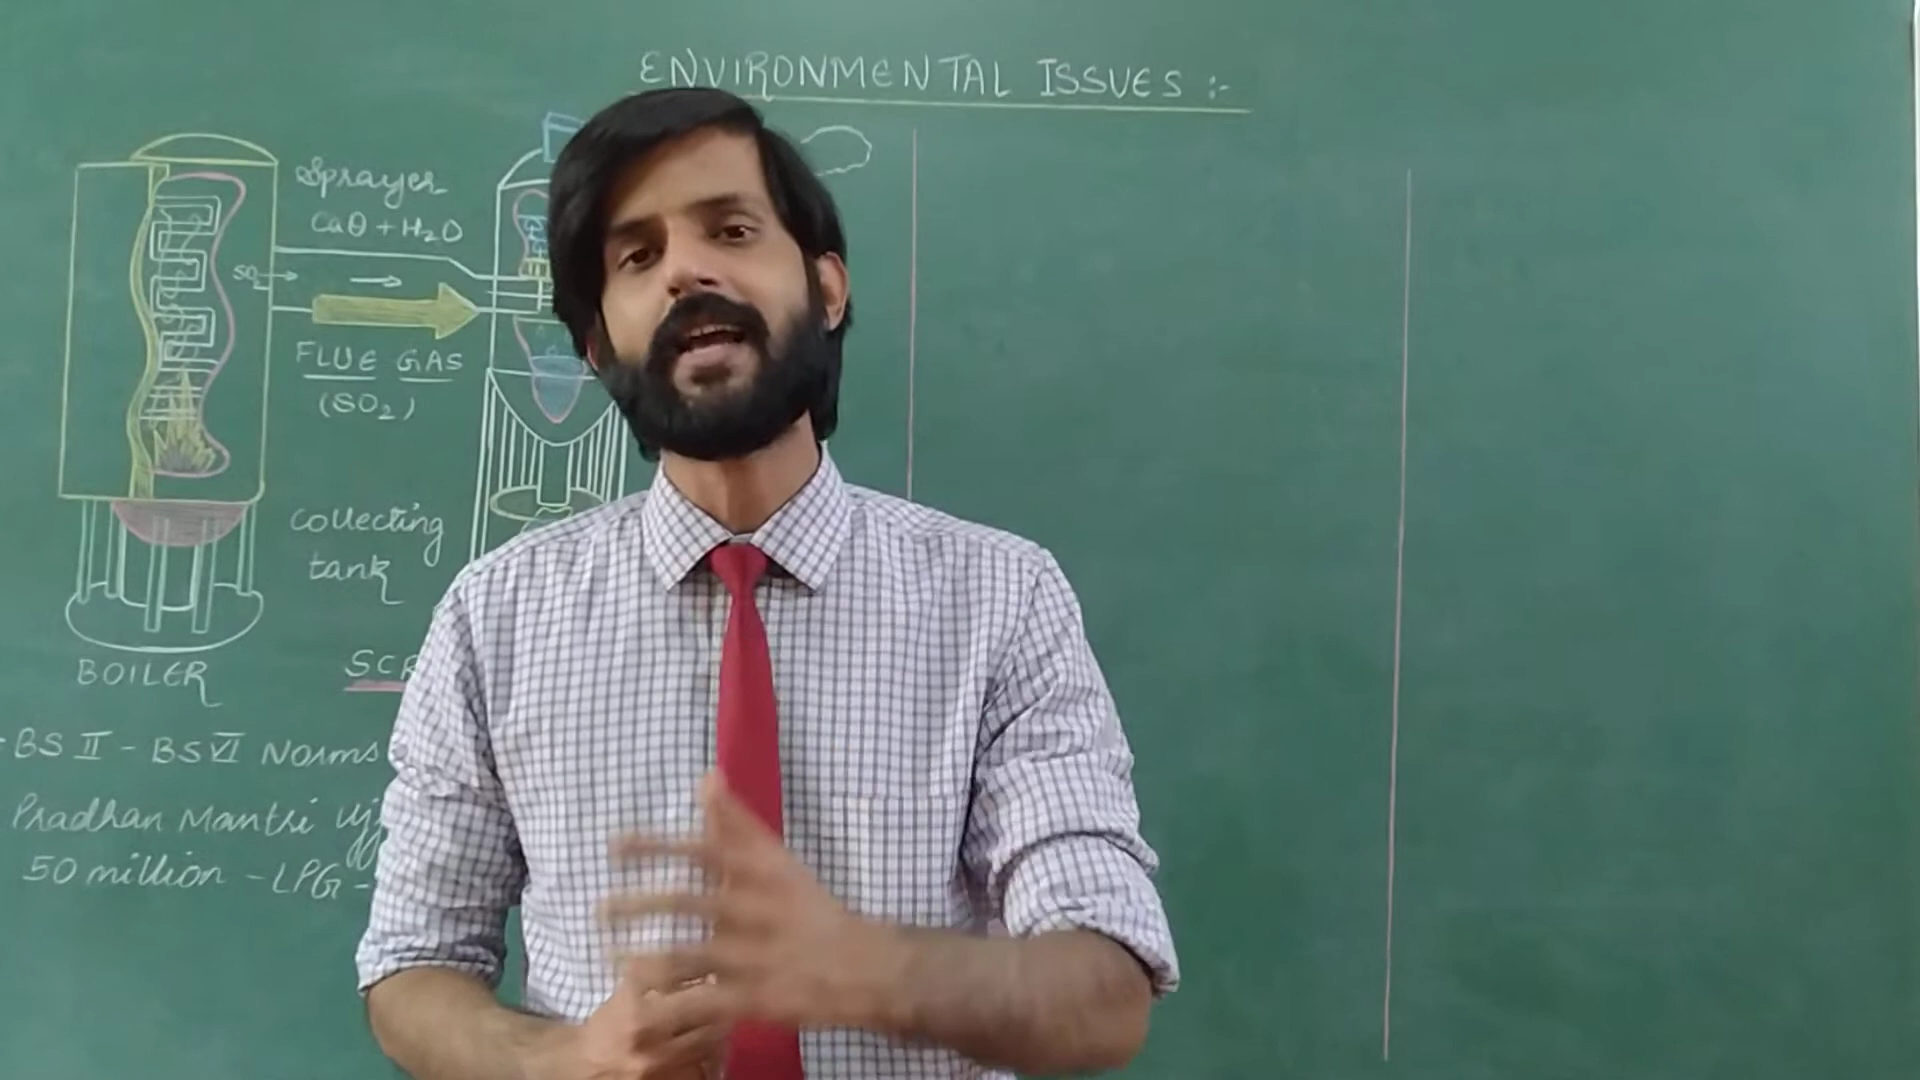 ENVIRONMENTAL ISSUES :-
Sprayer
CaO + H₂O
SO₂
FLUE GAS
(SO₂)
Collecting
tank
BOILER
BS II - BS VI Norms
Pradhan Mantri
50 million - LPG -